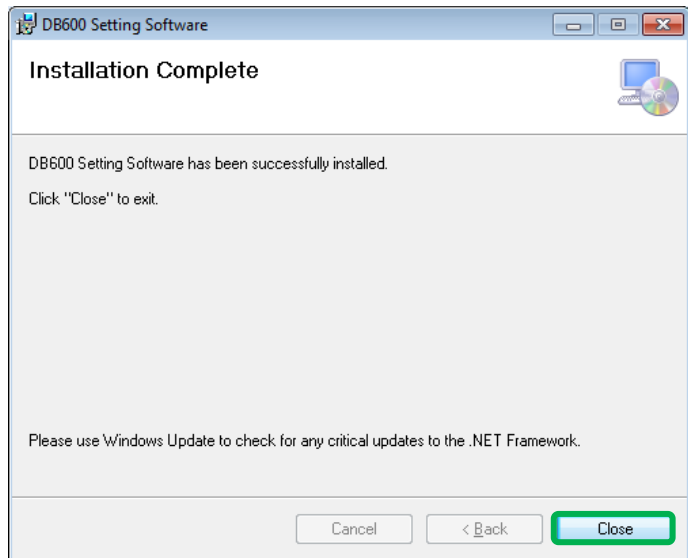 DB600 Setting Software
Installation Complete
DB600 Setting Software has been successfully installed.
Click "Close" to exit.
Please use Windows Update to check for any critical updates to the .NET Framework.
Cancel
< Back
Close